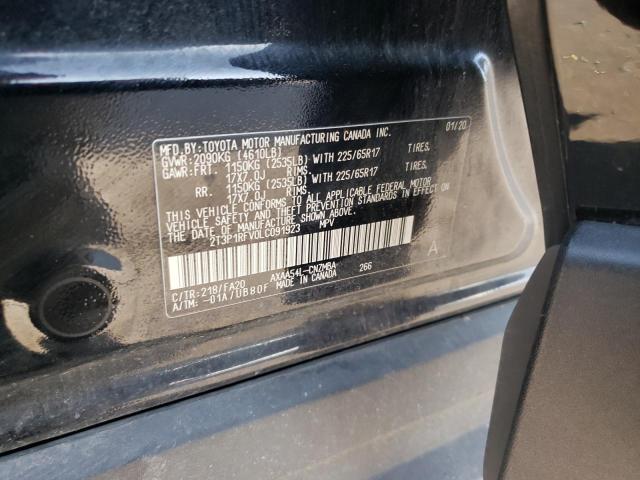 MFD.BY:TOYOTA MOTOR MANUFACTURING CANADA INC. 01/20
GVWR:2090KG (4610LB)
GAWR:FRT. 1150KG (2535LB) WITH 225/65R17 TIRES,
17X7.0J RIMS
RR. 1150KG (2535LB) WITH 225/65R17 TIRES,
17X7.0J RIMS
THIS VEHICLE CONFORMS TO ALL APPLICABLE FEDERAL MOTOR
VEHICLE SAFETY AND THEFT PREVENTION STANDARDS IN EFFECT ON
THE DATE OF MANUFACTURE SHOWN ABOVE.
2T3P1RFV0LC091923 MPV
A
C/TR:218/FA20 AXAA54L-CNZMBA 266
A/TM:-01A/UBB0F MADE IN CANADA